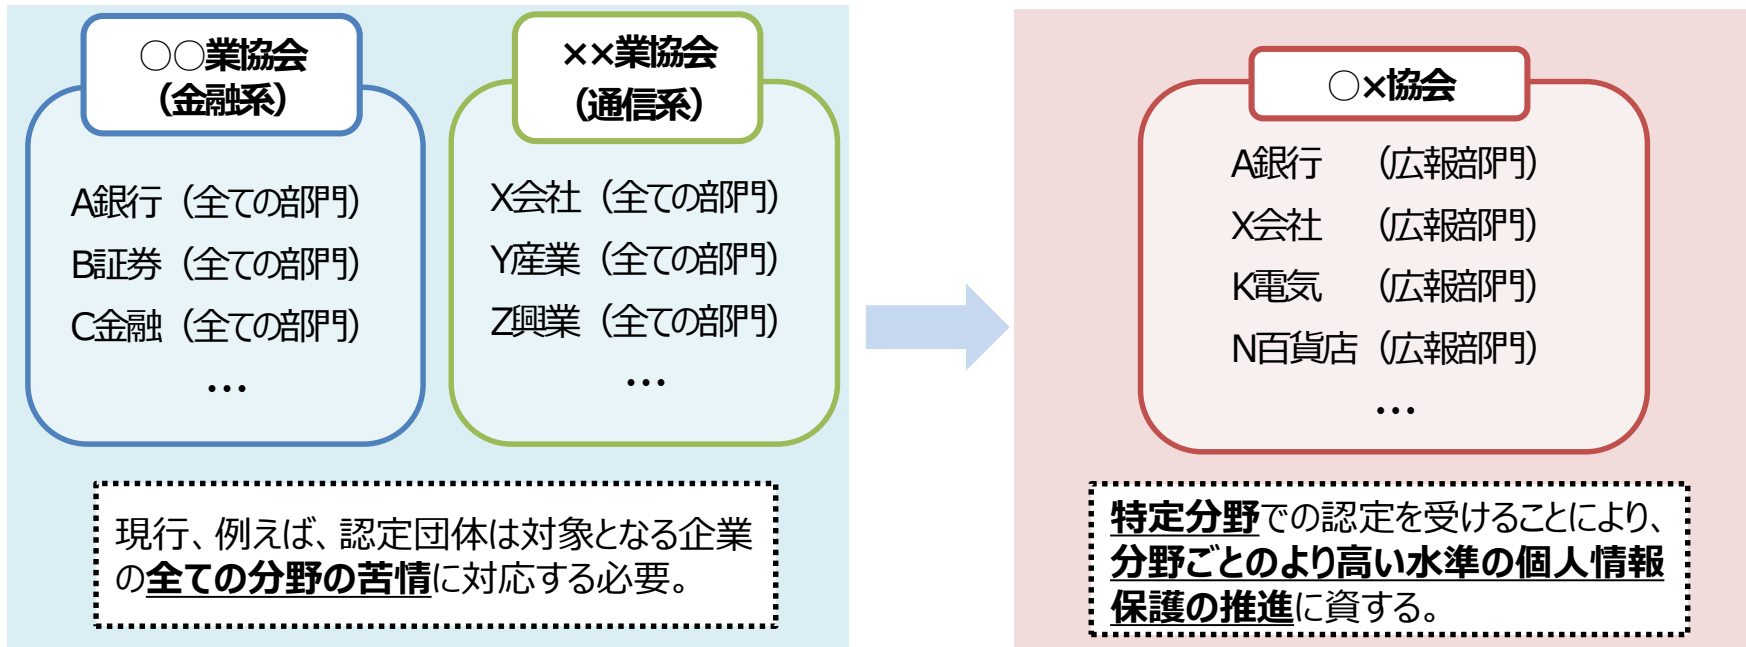 ○○業協会
（金融系）
A銀行（全ての部門）
B証券（全ての部門）
C金融（全ての部門）
…
××業協会
（通信系）
X会社（全ての部門）
Y産業（全ての部門）
Z興業（全ての部門）
…
現行、例えば、認定団体は対象となる企業
の全ての分野の苦情に対応する必要。
○×協会
A銀行　（広報部門）
X会社　（広報部門）
K電気　（広報部門）
N百貨店（広報部門）
…
特定分野での認定を受けることにより、
分野ごとのより高い水準の個人情報
保護の推進に資する。